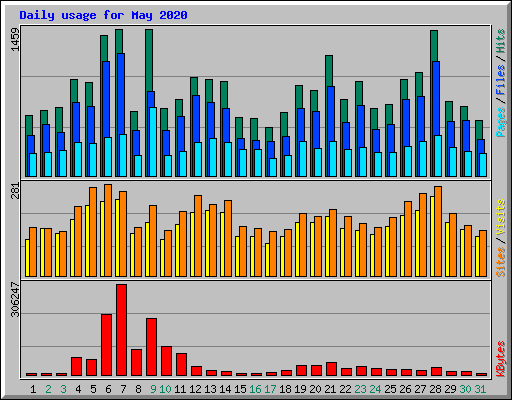 Daily usage for May 2020
1459
Pages / Files / Hits
281
Sites / Visits
306247
KBytes
1 2 3 4 5 6 7 8 9 10 11 12 13 14 15 16 17 18 19 20 21 22 23 24 25 26 27 28 29 30 31